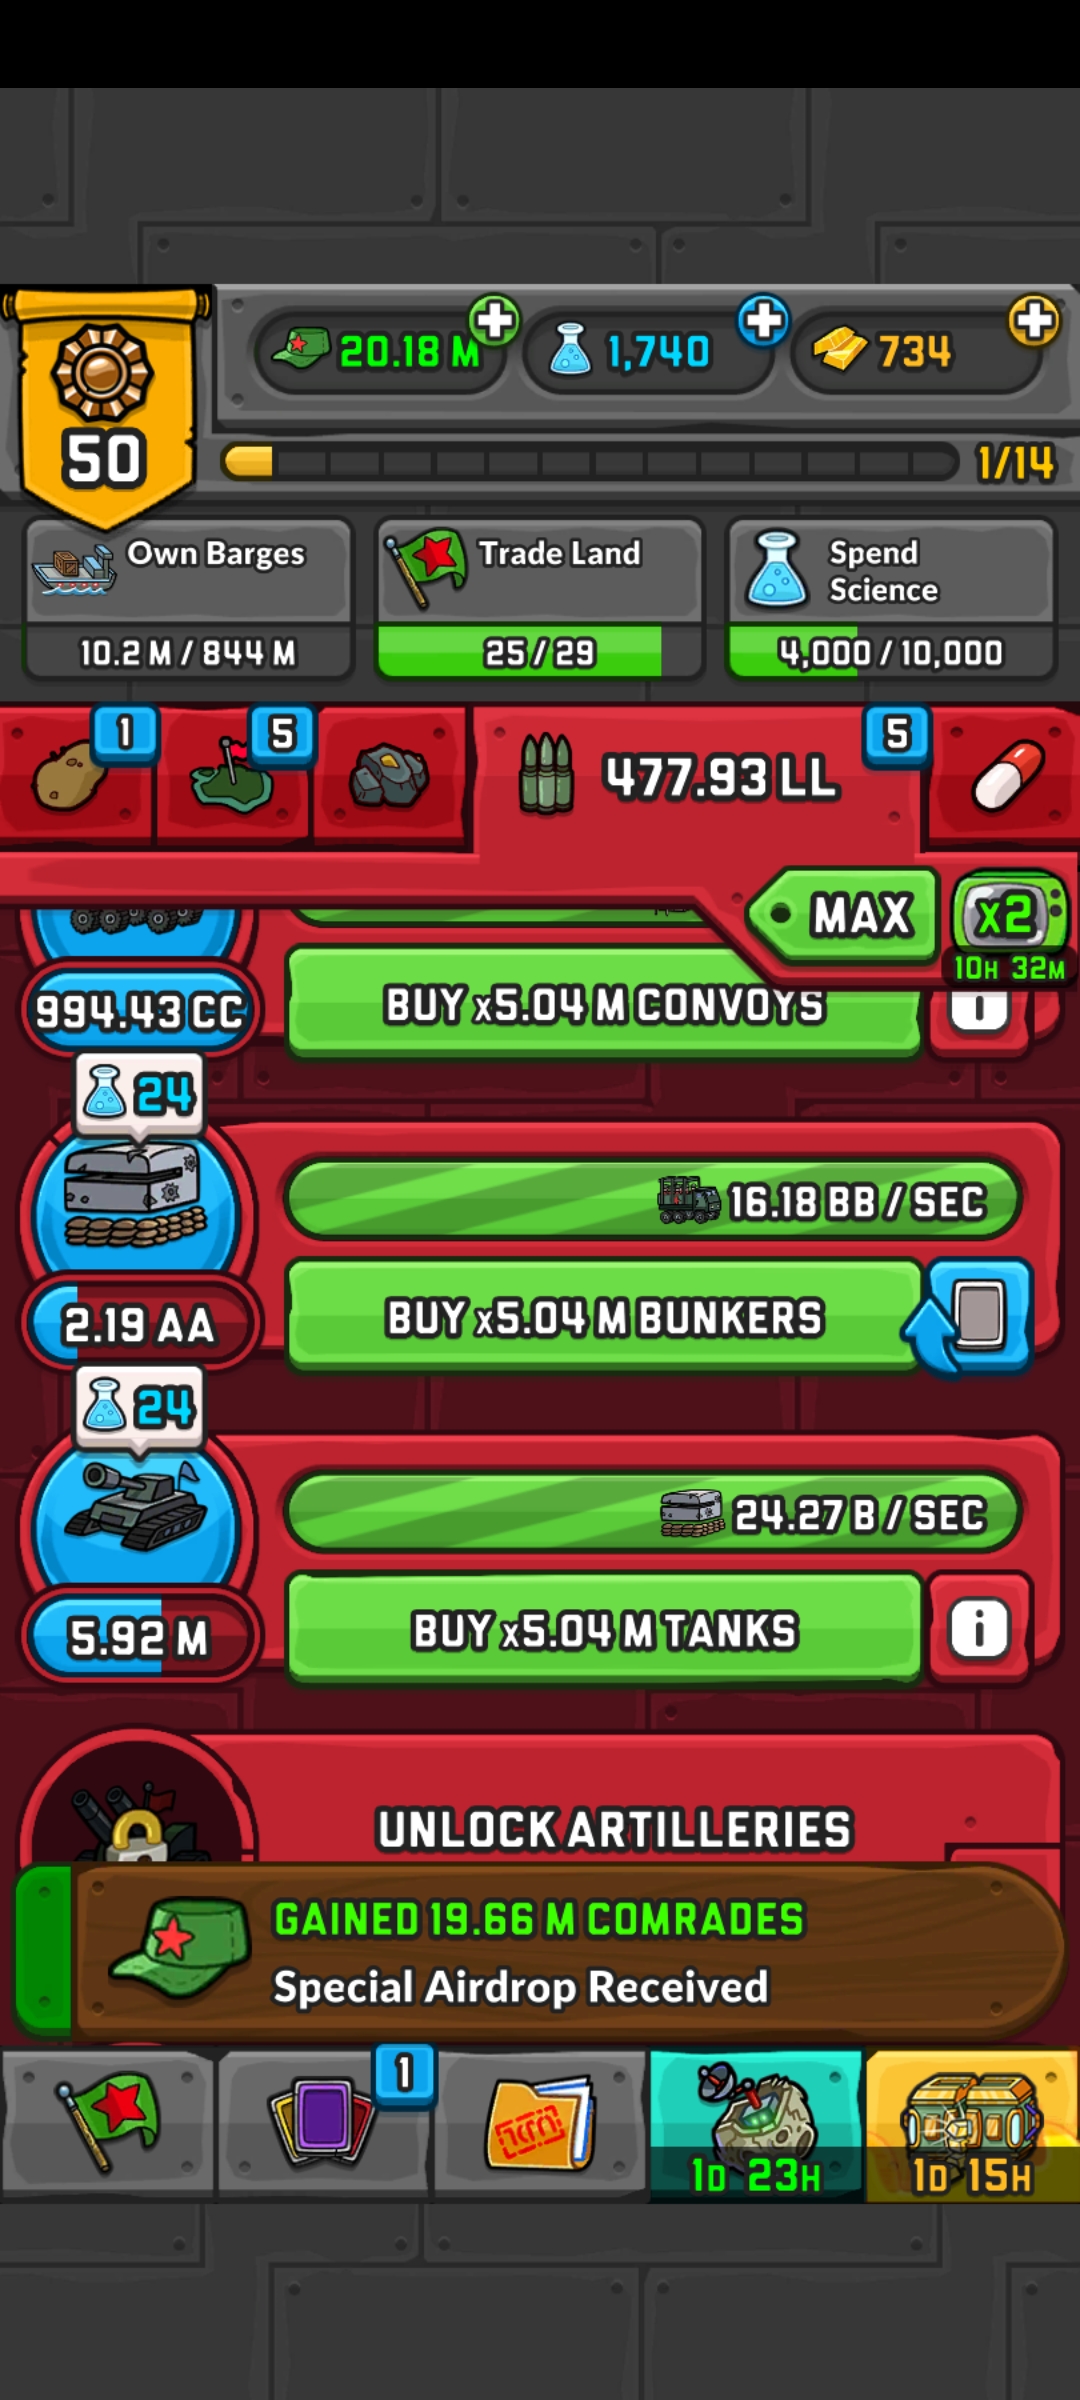 20.18 M
1,740
734
50
1/14
Own Barges
10.2 M / 844 M
Trade Land
25 / 29
Spend
Science
4,000 / 10,000
1
5
477.93 LL
5
MAX
x2
10H 32M
994.43 CC
BUY x5.04 M CONVOYS
i
24
16.18 BB / SEC
2.19 AA
BUY x5.04 M BUNKERS
24
24.27 B / SEC
5.92 M
BUY x5.04 M TANKS
i
UNLOCK ARTILLERIES
GAINED 19.66 M COMRADES
Special Airdrop Received
1
1D 23H
1D 15H